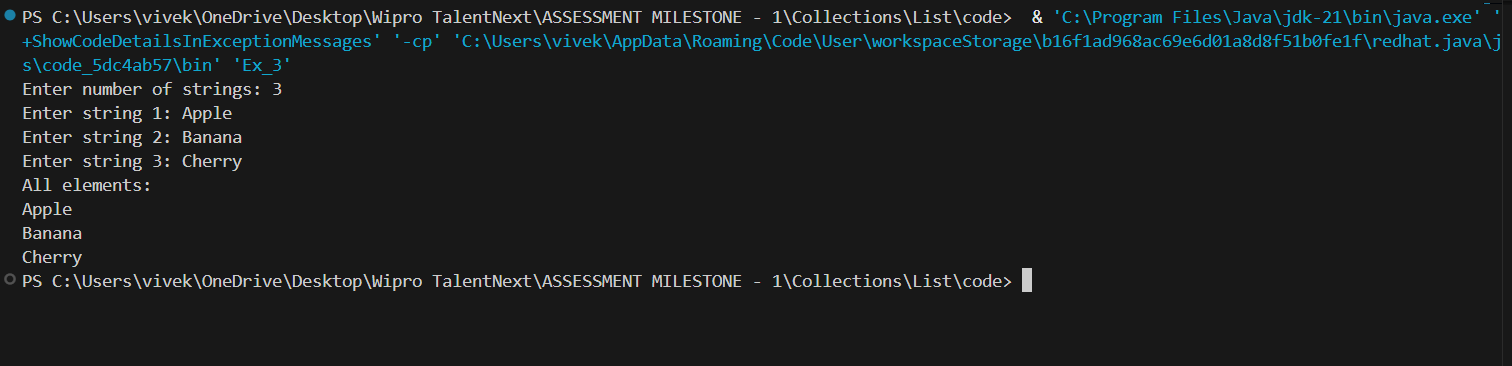 PS C:\Users\vivek\OneDrive\Desktop\Wipro TalentNext\ASSESSMENT MILESTONE - 1\Collections\List\code>  & 'C:\Program Files\Java\jdk-21\bin\java.exe' '
+ShowCodeDetailsInExceptionMessages' '-cp' 'C:\Users\vivek\AppData\Roaming\Code\User\workspaceStorage\b16f1ad968ac69e6d01a8d8f51b0fe1f\redhat.java\j
s\code_5dc4ab57\bin' 'Ex_3'
Enter number of strings: 3
Enter string 1: Apple
Enter string 2: Banana
Enter string 3: Cherry
All elements:
Apple
Banana
Cherry
PS C:\Users\vivek\OneDrive\Desktop\Wipro TalentNext\ASSESSMENT MILESTONE - 1\Collections\List\code>